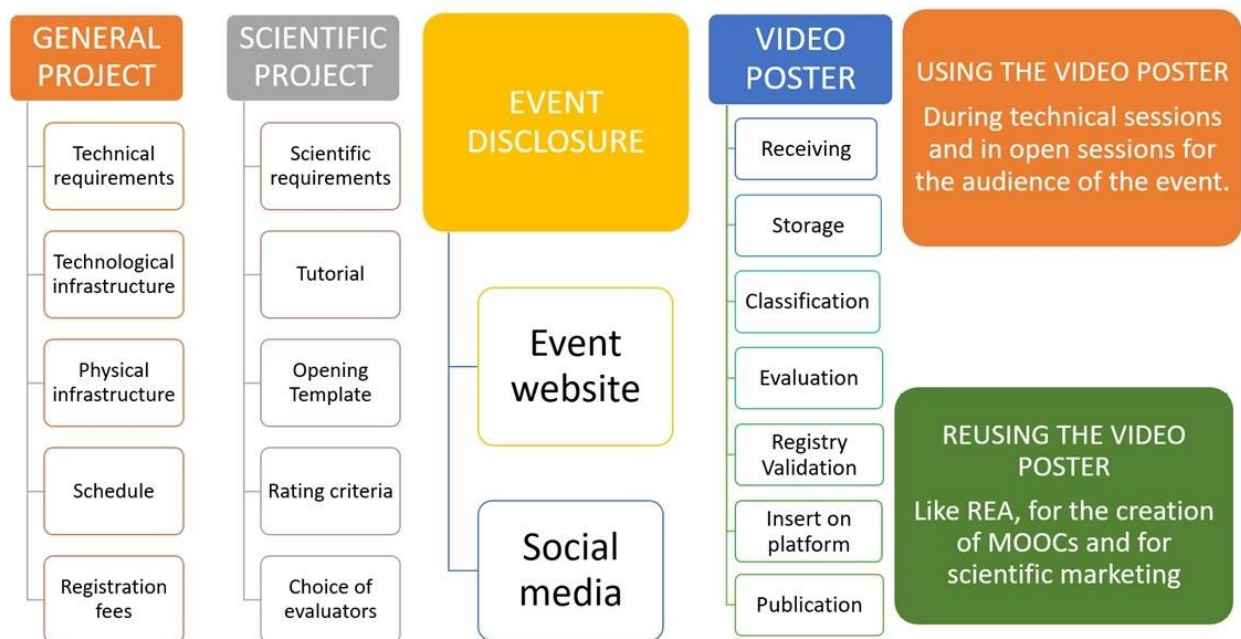 GENERAL
PROJECT
Technical
requirements
Technological
infrastructure
Physical
infrastructure
Schedule
Registration
fees
SCIENTIFIC
PROJECT
Scientific
requirements
Tutorial
Opening
Template
Rating criteria
Choice of
evaluators
EVENT
DISCLOSURE
Event
website
Social
media
VIDEO
POSTER
Receiving
Storage
Classification
Evaluation
Registry
Validation
Insert on
platform
Publication
USING THE VIDEO POSTER
During technical sessions
and in open sessions for
the audience of the event.
REUSING THE VIDEO
POSTER
Like REA, for the creation
of MOOCs and for
scientific marketing